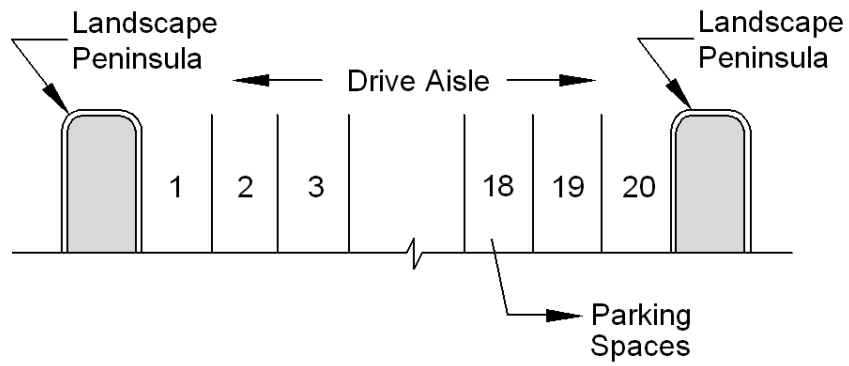 Landscape
Peninsula
Landscape
Peninsula
Drive Aisle
1 2 3 18 19 20
Parking
Spaces